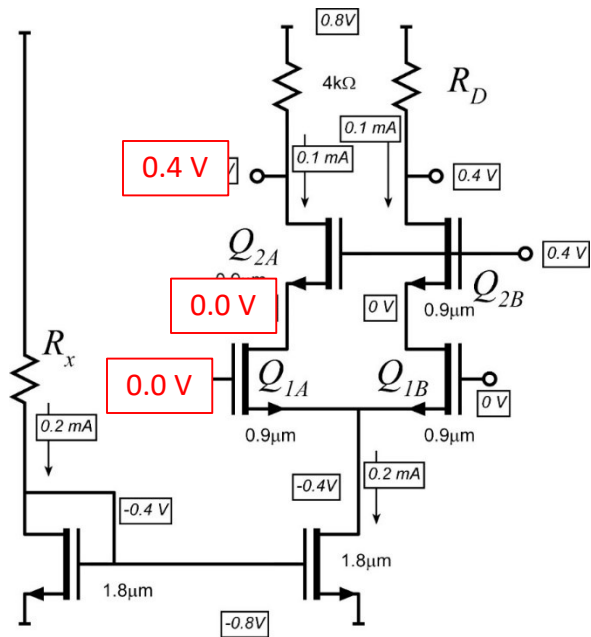 0.8V
4kΩ
R_D
0.1 mA
0.1 mA
0.4 V
0.4 V
Q_2A
0.4 V
0.0 V
0 V
0.9μm
Q_2B
R_x
0.0 V
Q_1A
Q_1B
0 V
0.2 mA
0.9μm
0.9μm
0.2 mA
-0.4V
-0.4 V
1.8μm
1.8μm
-0.8V